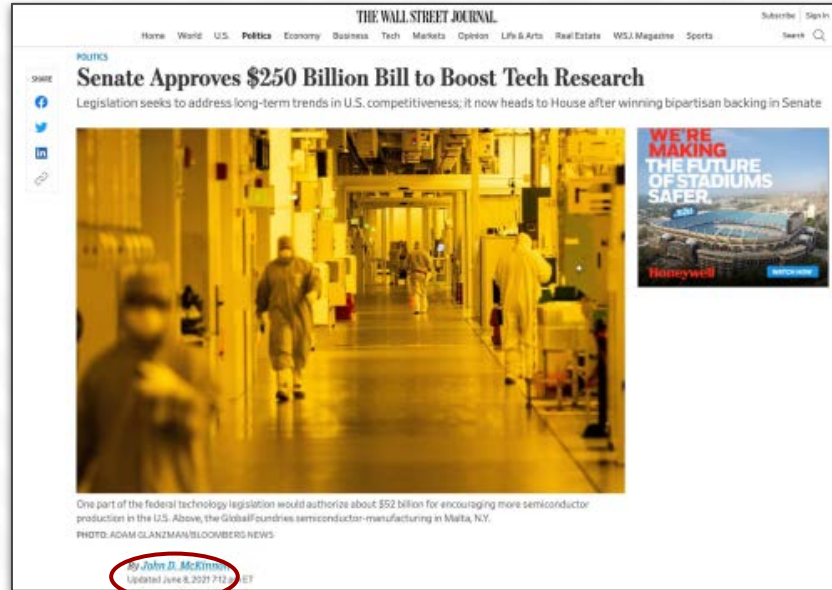 THE WALL STREET JOURNAL.
Subscribe Sign In
Home World U.S. Politics Economy Business Tech Markets Opinion Life & Arts Real Estate WSJ. Magazine Sports
Search
POLITICS
SHARE
Senate Approves $250 Billion Bill to Boost Tech Research
Legislation seeks to address long-term trends in U.S. competitiveness; it now heads to House after winning bipartisan backing in Senate
WE'RE
MAKING
THE FUTURE
OF STADIUMS
SAFER.
Honeywell
WATCH NOW
One part of the federal technology legislation would authorize about $52 billion for encouraging more semiconductor
production in the U.S. Above, the GlobalFoundries semiconductor-manufacturing in Malta, N.Y.
PHOTO: ADAM GLANZMAN/BLOOMBERG NEWS
By John D. McKinnon
Updated June 8, 2021 7:12 ET